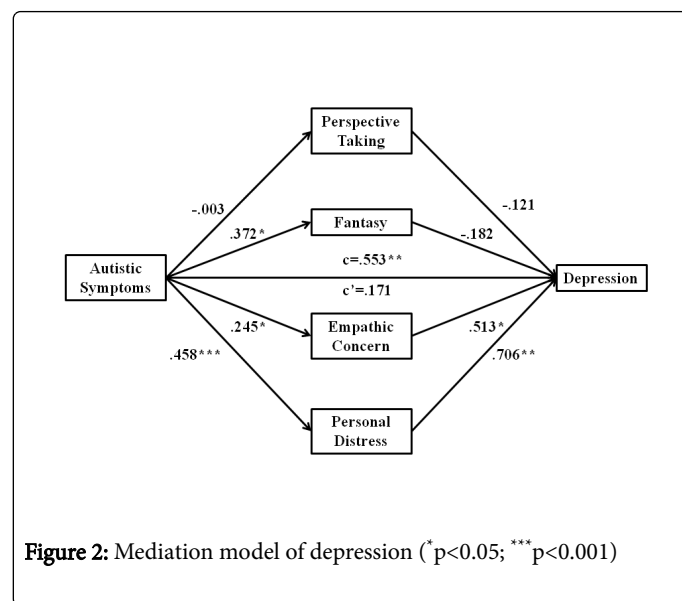 Perspective
Taking
-.003
-.121
Fantasy
.372*
-.182
c=.553**
Autistic
Symptoms
Depression
c'=.171
.245*
Empathic
Concern
.513*
.458***
.706**
Personal
Distress
Figure 2: Mediation model of depression (*p<0.05; ***p<0.001)